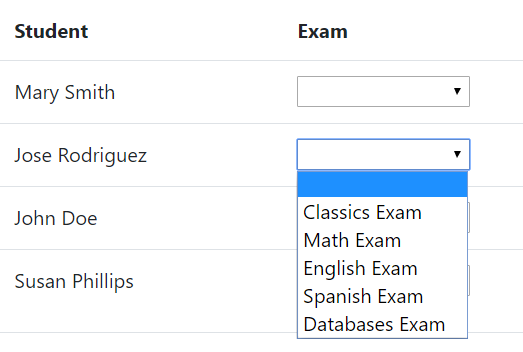 Student Exam
Mary Smith
Jose Rodriguez
Classics Exam
John Doe
Math Exam
English Exam
Susan Phillips
Spanish Exam
Databases Exam